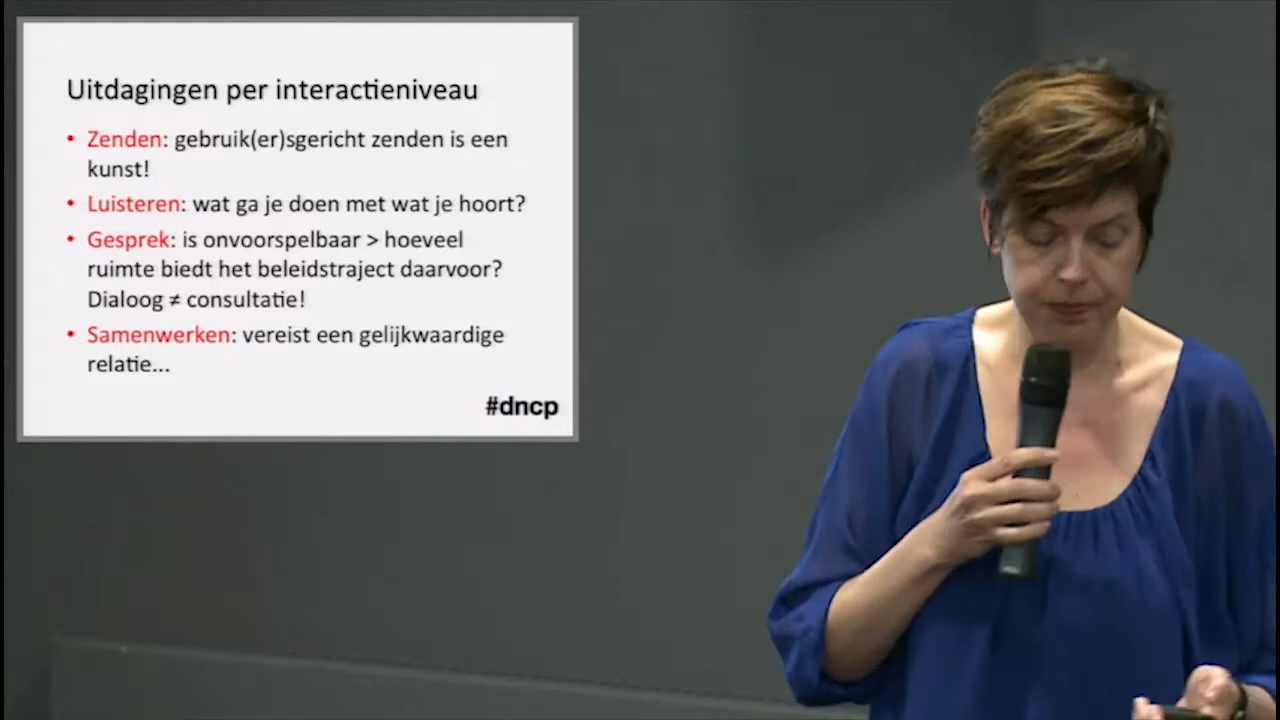 Uitdagingen per interactieniveau
• Zenden: gebruik(er)sgericht zenden is een
kunst!
• Luisteren: wat ga je doen met wat je hoort?
• Gesprek: is onvoorspelbaar > hoeveel
ruimte biedt het beleidstraject daarvoor?
Dialoog ≠ consultatie!
• Samenwerken: vereist een gelijkwaardige
relatie...
#dncp